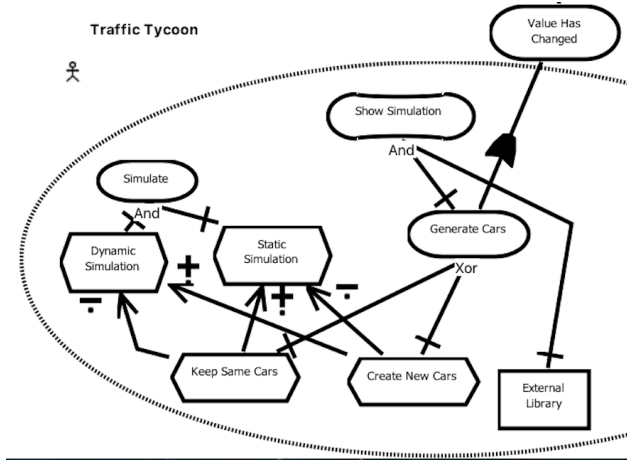 Value Has
Changed
Traffic Tycoon
Show Simulation
And
Simulate
And
Generate Cars
Static
Simulation
Dynamic
Simulation
Xor
Keep Same Cars
Create New Cars
External
Library